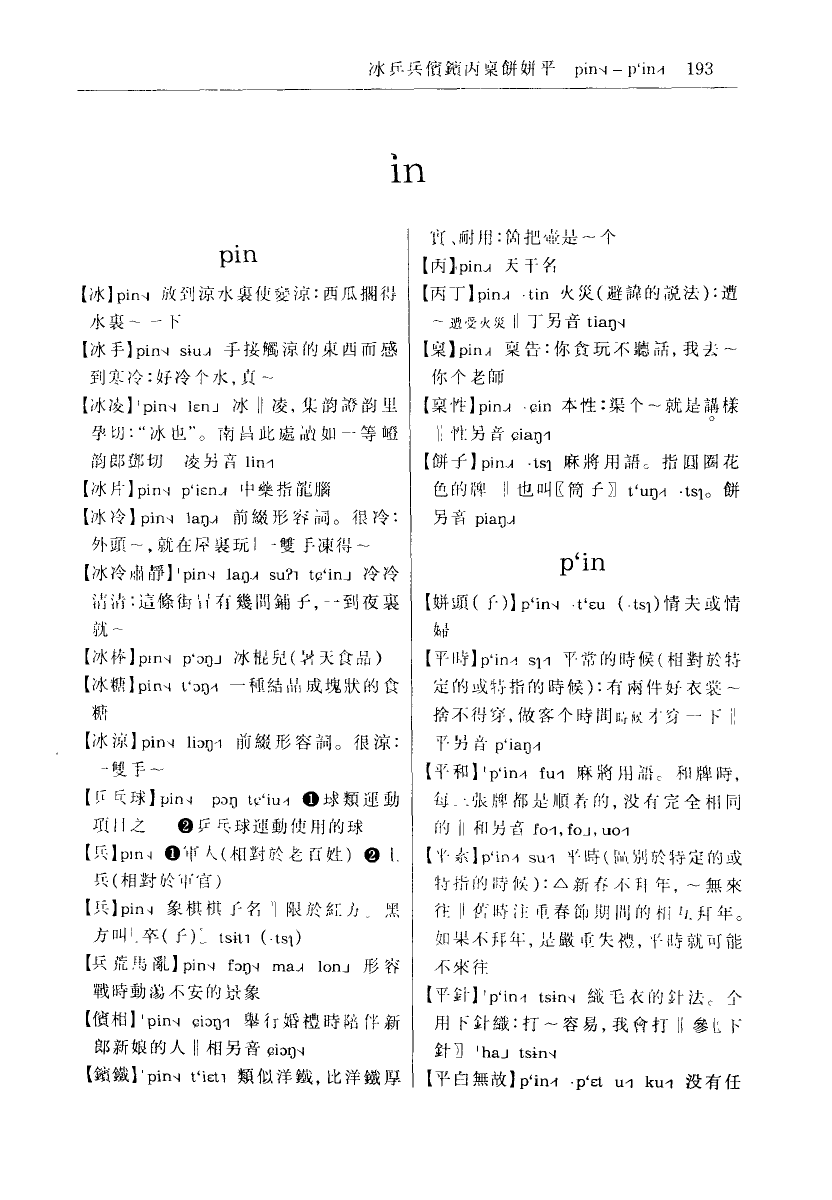 冰乒兵儐鑌丙稟餅姘平 pin˧˨ – pʻin˧˥ 193
in
pin
【冰】pin˧˨ 放到涼水裏使變涼：西瓜擱得
水裏～一下
【冰手】pin˧˨ sɨu˨˩˧ 手接觸涼的東西而感
到寒冷：好冷个水，真～
【冰凌】ˈpin˧˨ lɛn˩ 冰‖凌，集韵證韵里
孕切：“冰也”。南昌此處讀如一等嶝
韵郎鄧切 凌另音 lin˧˥
【冰片】pin˧˨ pʻiɛn˨˩˧ 中藥指龍腦
【冰冷】pin˧˨ laŋ˨˩˧ 前綴形容詞。很冷：
外頭～，就在屋裏玩｜一雙手凍得～
【冰冷肅靜】ˈpin˧˨ laŋ˨˩˧ suʔ˥ tɕʻin˩ 冷冷
清清：這條街冒有幾間鋪子，一到夜裏
就～
【冰棒】pin˧˨ pʻɔŋ˩ 冰棍兒（暑天食品）
【冰糖】pin˧˨ tʻɔŋ˧˥ 一種結晶成塊狀的食
糖
【冰涼】pin˧˨ liɔŋ˧˥ 前綴形容詞。很涼：
一雙手～
【乒乓球】pin˧˨ pɔŋ tɕʻiu˧˥ ❶球類運動
項目之一 ❷乒乓球運動使用的球
【兵】pin˧˨ ❶軍人（相對於老百姓） ❷士
兵（相對於軍官）
【兵】pin˧˨ 象棋棋子名‖限於紅方。黑
方叫〖卒（子）〗 tsɨt˥ (·tsɿ)
【兵荒馬亂】pin˧˨ fɔŋ˧˨ ma˨˩˧ lon˩ 形容
戰時動蕩不安的景象
【儐相】ˈpin˧˨ ɕiɔŋ˧˥ 舉行婚禮時陪伴新
郎新娘的人‖相另音 ɕiɔŋ˧˨
【鑌鐵】ˈpin˧˨ tʻiɛt˥ 類似洋鐵，比洋鐵厚
實、耐用：箇把壺是～个
【丙】pin˨˩˧ 天干名
【丙丁】pin˨˩˧ ·tin 火災（避諱的説法）：遭
～遭受火災‖丁另音 tiaŋ˧˨
【稟】pin˨˩˧ 稟告：你貪玩不聽話，我去～
你个老師
【稟性】pin˨˩˧ ·ɕin 本性：渠个～就是講樣
‖性另音 ɕiaŋ˧˥
【餅子】pin˨˩˧ ·tsɿ 麻將用語。指圓圈花
色的牌 ‖也叫〖筒子〗 tʻuŋ˧˥ ·tsɿ。餅
另音 piaŋ˨˩˧
pʻin
【姘頭（子）】pʻin˧˨ ·tʻɛu (·tsɿ)情夫或情
婦
【平時】pʻin˧˥ sɿ˧˥ 平常的時候（相對於特
定的或特指的時候）：有兩件好衣裳～
捨不得穿，做客个時間時候才穿一下‖
平另音 pʻiaŋ˧˥
【平和】ˈpʻin˧˥ fu˧˥ 麻將用語。和牌時，
每三張牌都是順着的，没有完全相同
的‖和另音 fo˧˥, fo˩, uo˧˥
【平素】pʻin˧˥ su˧˥ 平時（區別於特定的或
特指的時候）：△新春不拜年，～無來
往‖舊時注重春節期間的相互拜年。
如果不拜年，是嚴重失禮，平時就可能
不來往
【平針】ˈpʻin˧˥ tsɨn˧˨ 織毛衣的針法。全
用下針織：打～容易，我會打‖參〖下
針〗 ˈha˩ tsɨn˧˨
【平白無故】pʻin˧˥ ·pʻɛt u˧˥ ku˧˥ 没有任